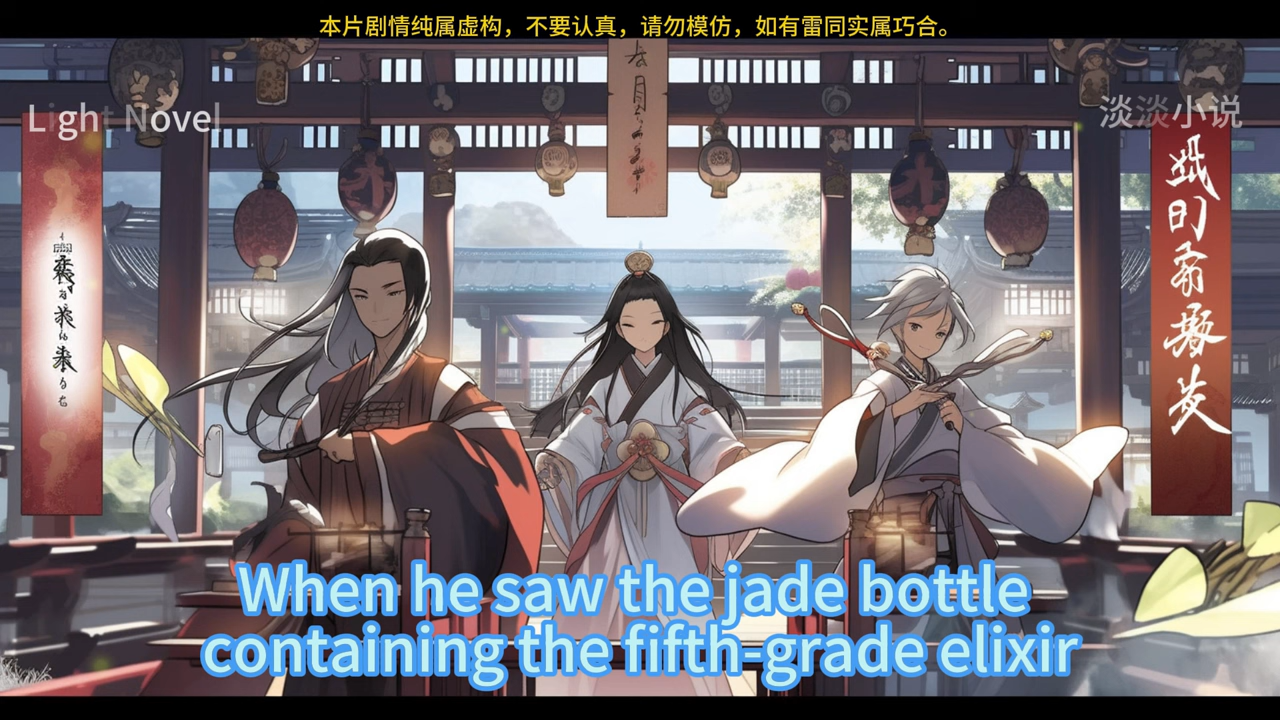 本片剧情纯属虚构，不要认真，请勿模仿，如有雷同实属巧合。
Light Novel
淡淡小说
When he saw the jade bottle
containing the fifth-grade elixir